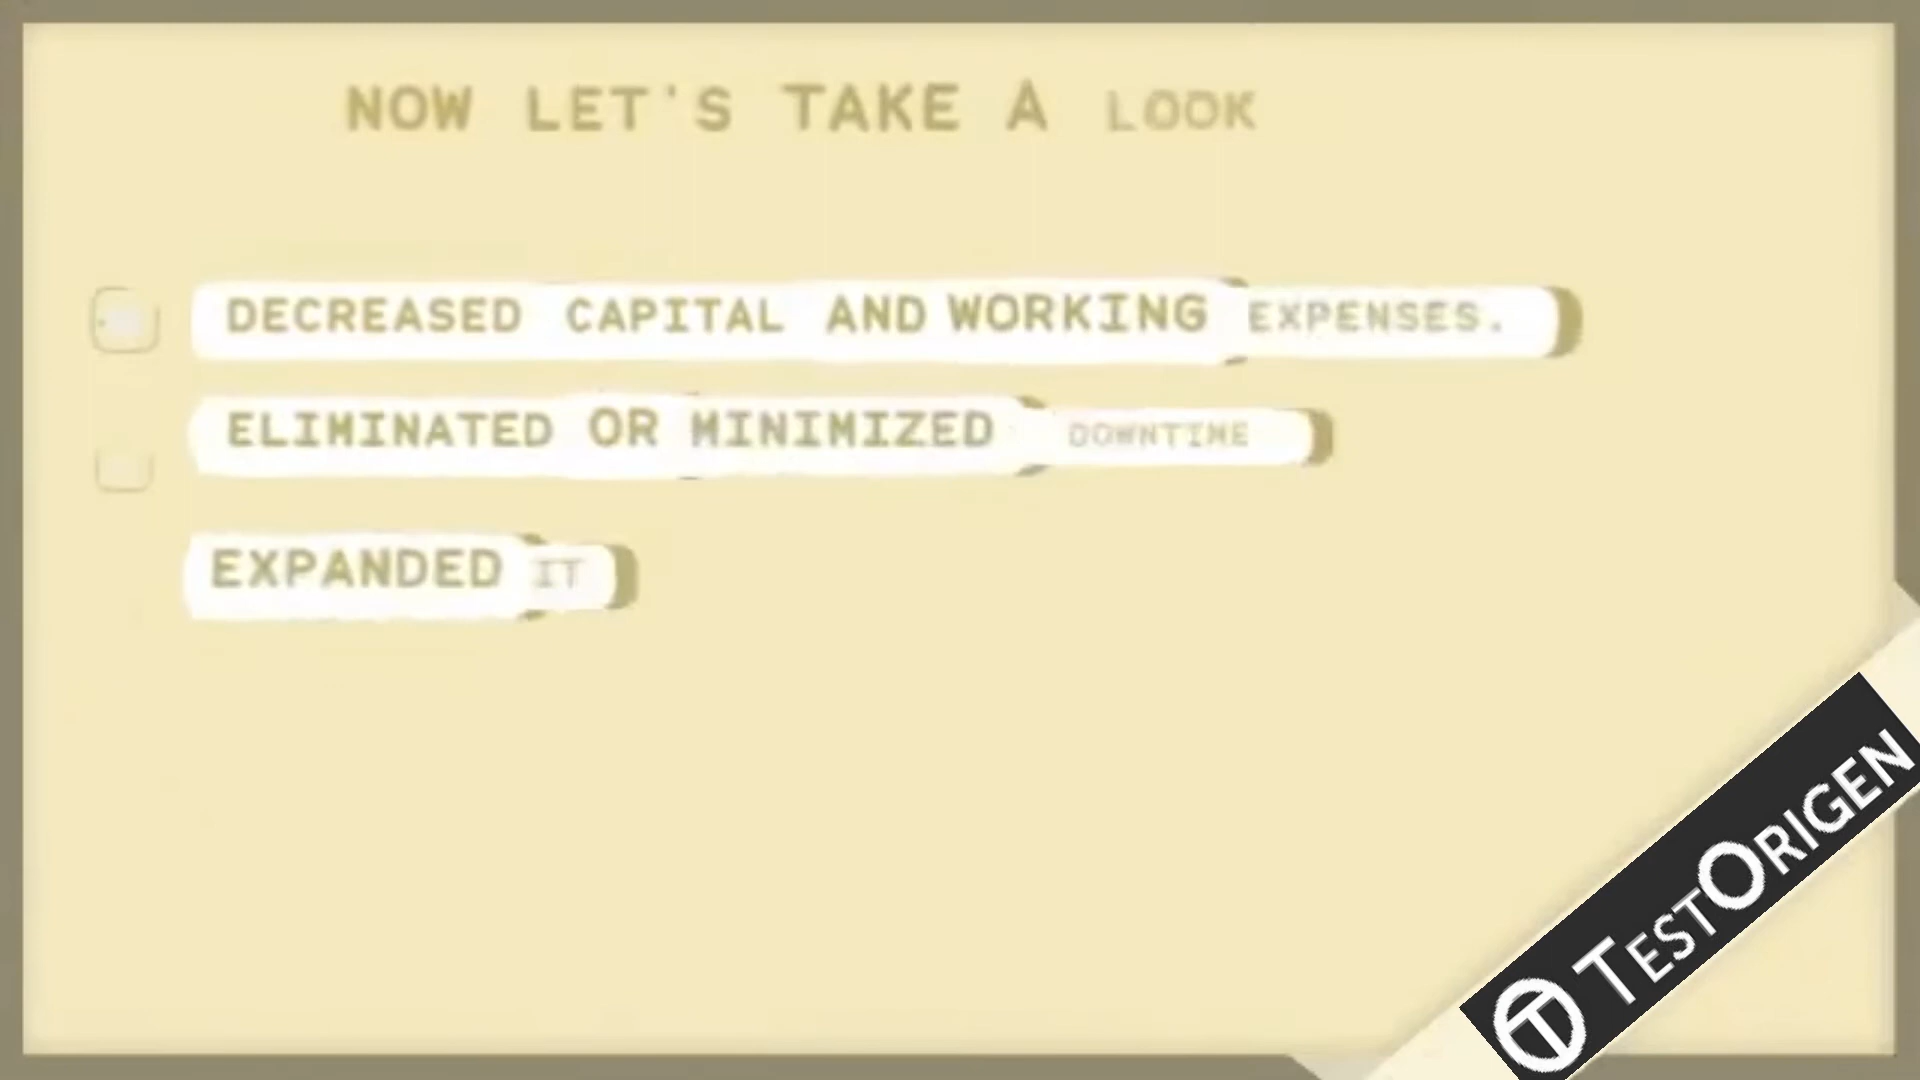 NOW LET'S TAKE A LOOK
DECREASED CAPITAL AND WORKING EXPENSES.
ELIMINATED OR MINIMIZED DOWNTIME
EXPANDED IT
TESTORIGEN